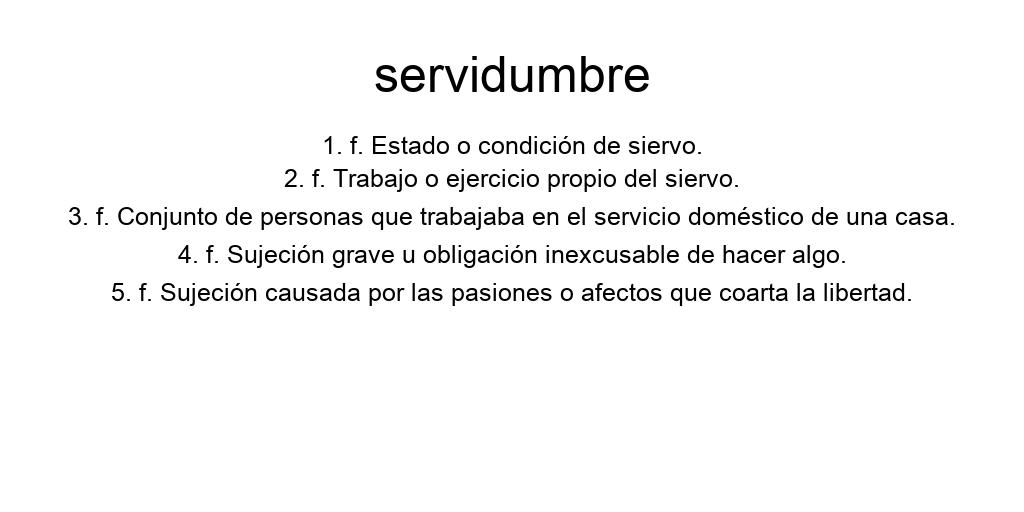 servidumbre
1. f. Estado o condición de siervo.
2. f. Trabajo o ejercicio propio del siervo.
3. f. Conjunto de personas que trabajaba en el servicio doméstico de una casa.
4. f. Sujeción grave u obligación inexcusable de hacer algo.
5. f. Sujeción causada por las pasiones o afectos que coarta la libertad.